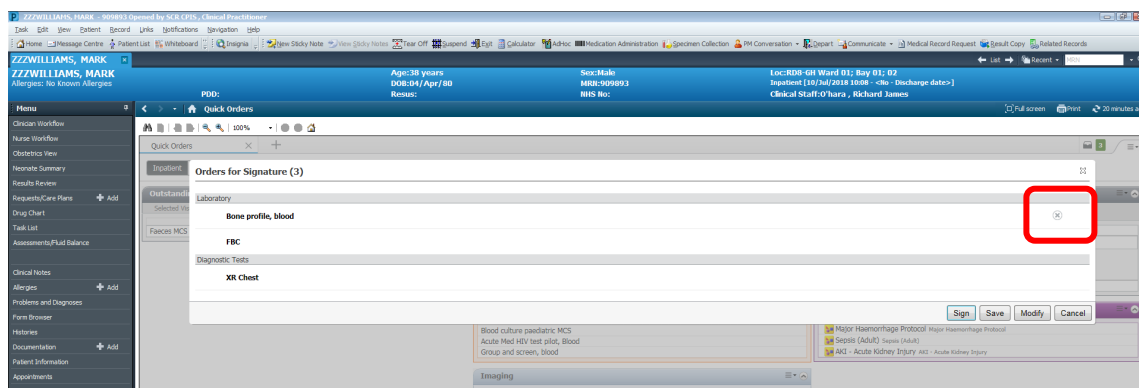 ZZZWILLIAMS, MARK - 909893 Opened by SCR CPIS , Clinical Practitioner
Task Edit View Patient Record Links Notifications Navigation Help
Home Message Centre Patient List Whiteboard Insignia New Sticky Note View Sticky Notes Tear Off Suspend Exit Calculator AdHoc Medication Administration Specimen Collection PM Conversation Depart Communicate Medical Record Request Result Copy Related Records
ZZZWILLIAMS, MARK List Recent MRN
ZZZWILLIAMS, MARK Age:38 years Sex:Male Loc:RD8-GH Ward 01; Bay 01; 02
Allergies: No Known Allergies DOB:04/Apr/80 MRN:909893 Inpatient [10/Jul/2018 10:08 - <No - Discharge date>]
PDD: Resus: NHS No: Clinical Staff:O'hara , Richard James
Menu Quick Orders Full screen Print 20 minutes a
Clinician Workflow
100%
Nurse Workflow
Quick Orders 3
Obstetrics View
Neonate Summary
Inpatient Orders for Signature (3)
Results Review
Requests/Care Plans Add
Outstandi Laboratory
Drug Chart
Selected Vis
Bone profile, blood
Task List
Faeces MCS
Assessments/Fluid Balance
FBC
Diagnostic Tests
Clinical Notes
XR Chest
Allergies Add
Problems and Diagnoses
Form Browser
Sign Save Modify Cancel
Histories
Blood culture paediatric MCS Major Haemorrhage Protocol Major Haemorrhage Protocol
Documentation Add
Acute Med HIV test pilot, Blood Sepsis (Adult) Sepsis (Adult)
Group and screen, blood AKI - Acute Kidney Injury AKI - Acute Kidney Injury
Patient Information
Appointments
Imaging